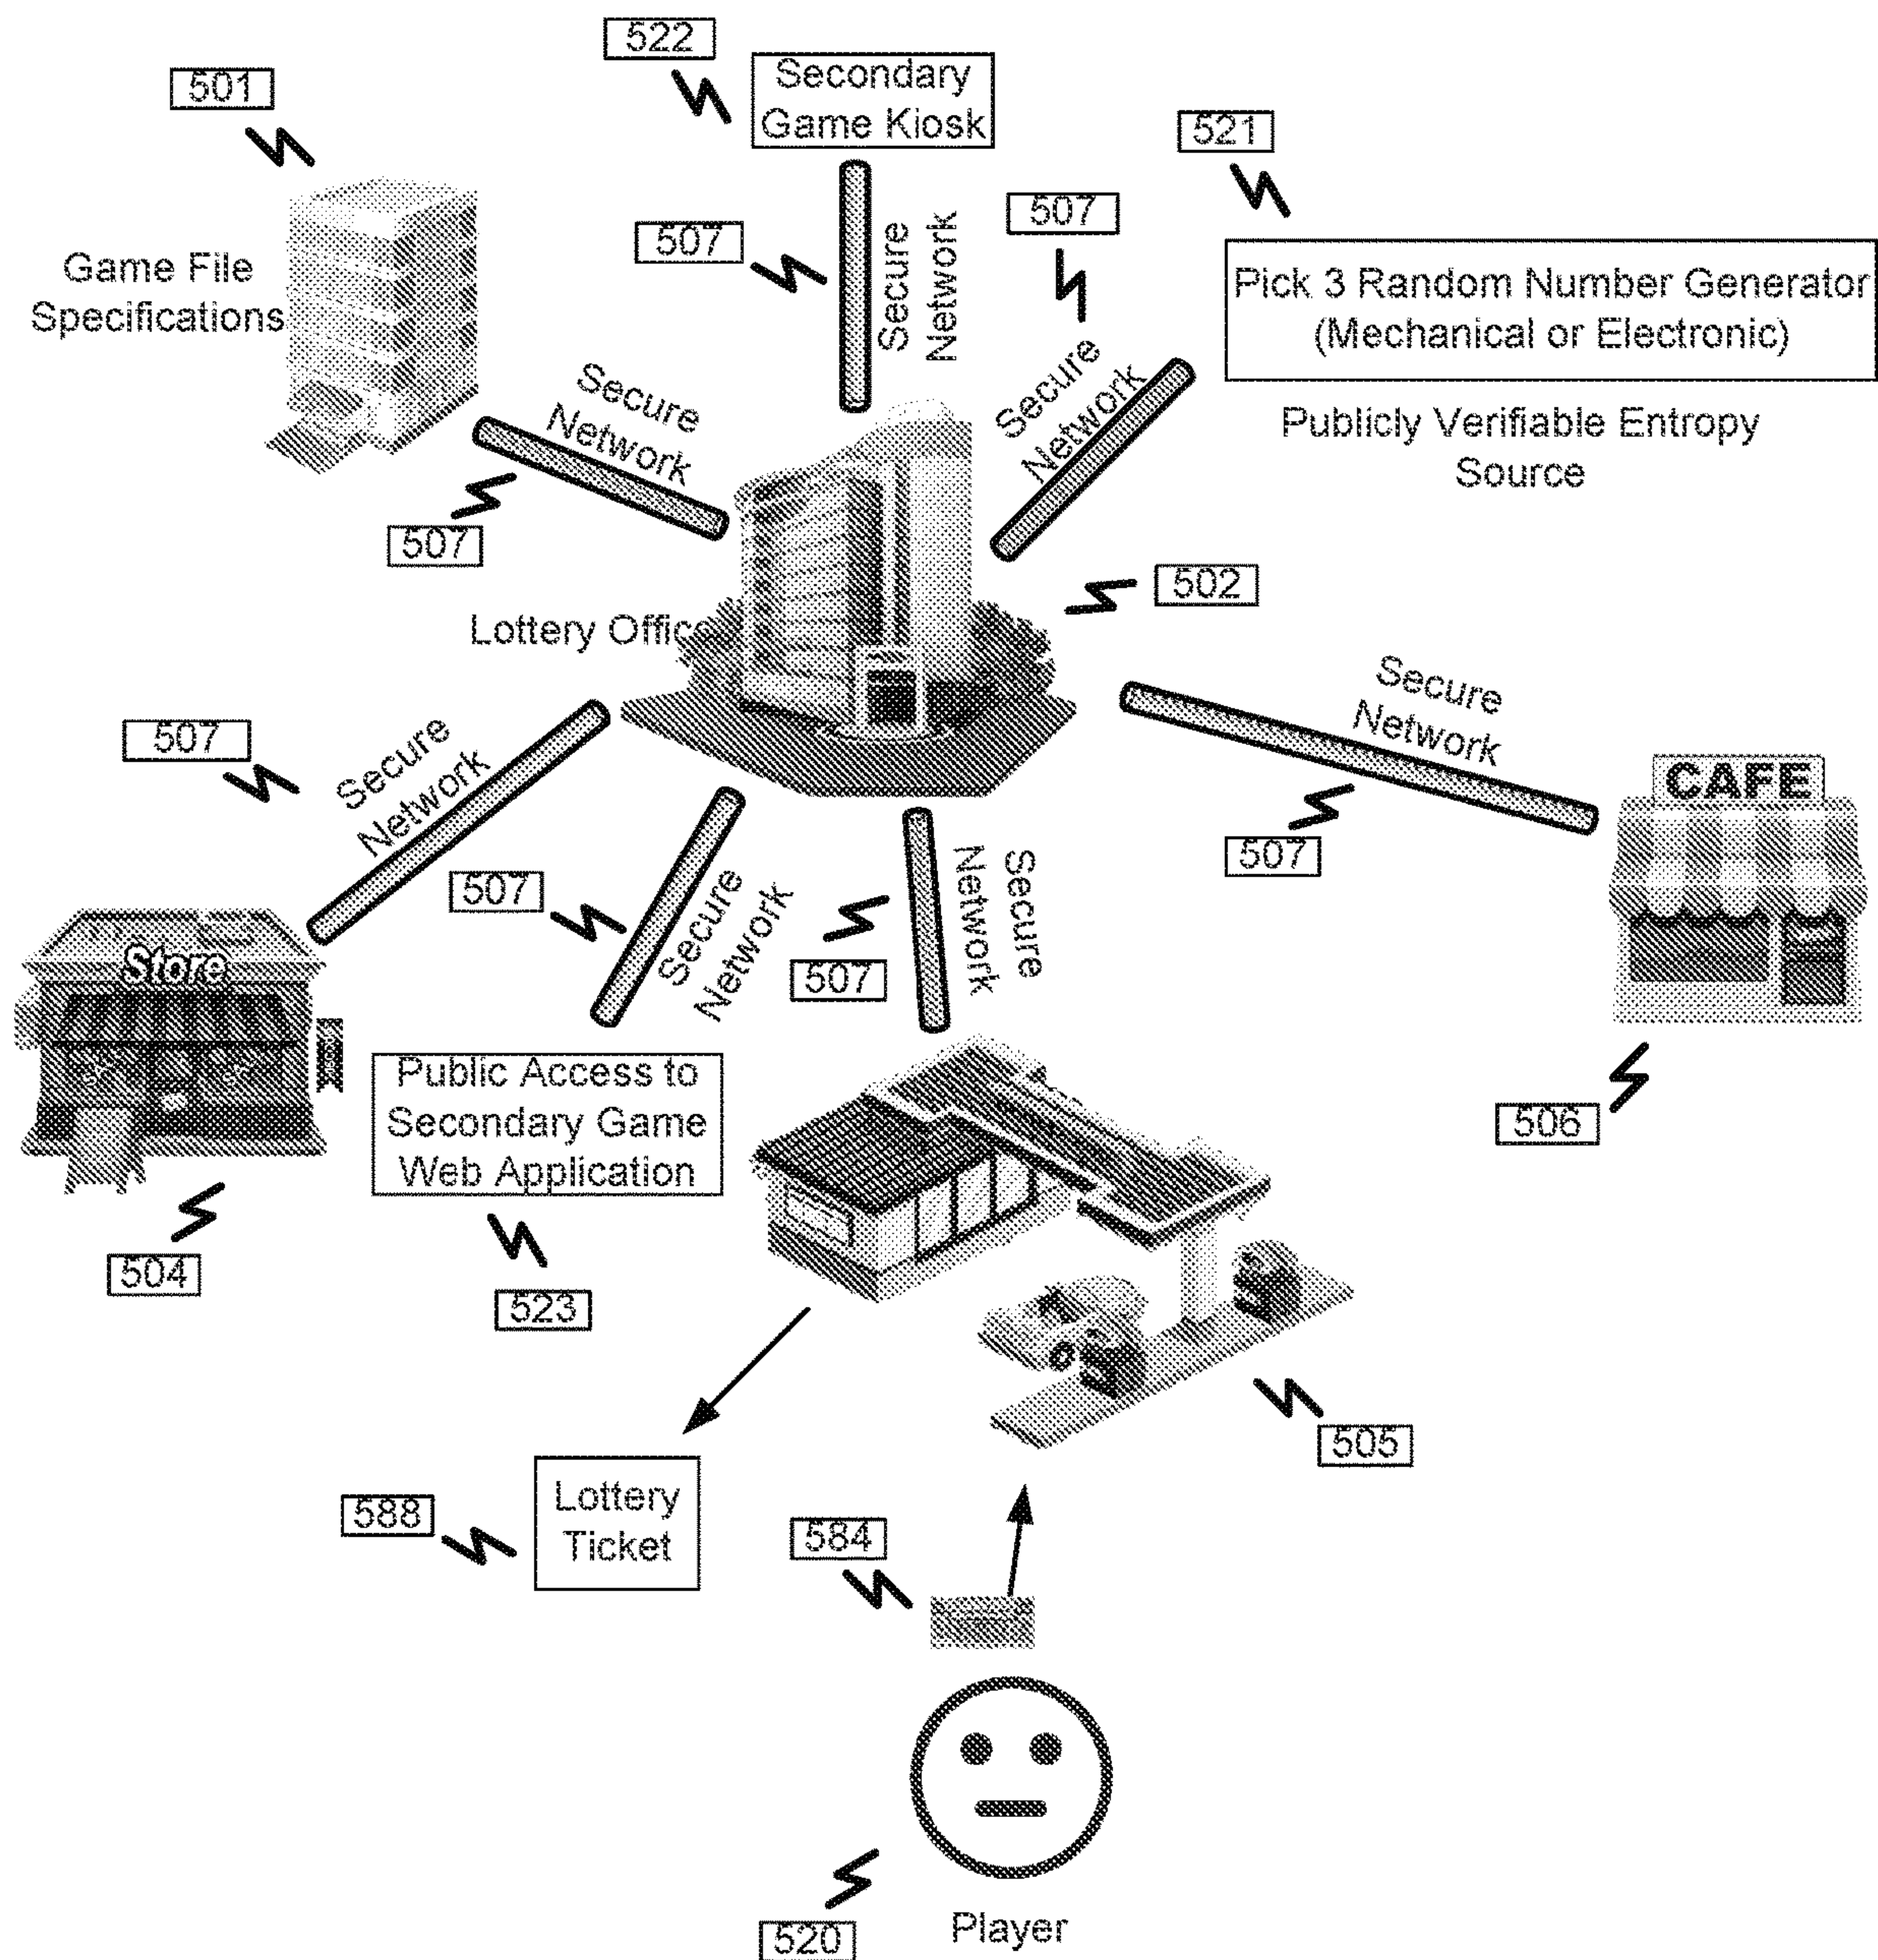 522
Secondary
Game Kiosk
501
521
507
507
Secure
Network
Pick 3 Random Number Generator
(Mechanical or Electronic)
Publicly Verifiable Entropy
Source
Game File
Specifications
Secure
Network
Secure
Network
507
502
Lottery Office
507
Secure
Network
Secure
Network
507
CAFE
507
Secure
Network
507
Secure
Network
Store
506
Public Access to
Secondary Game
Web Application
504
523
505
Lottery
Ticket
588
584
520
Player